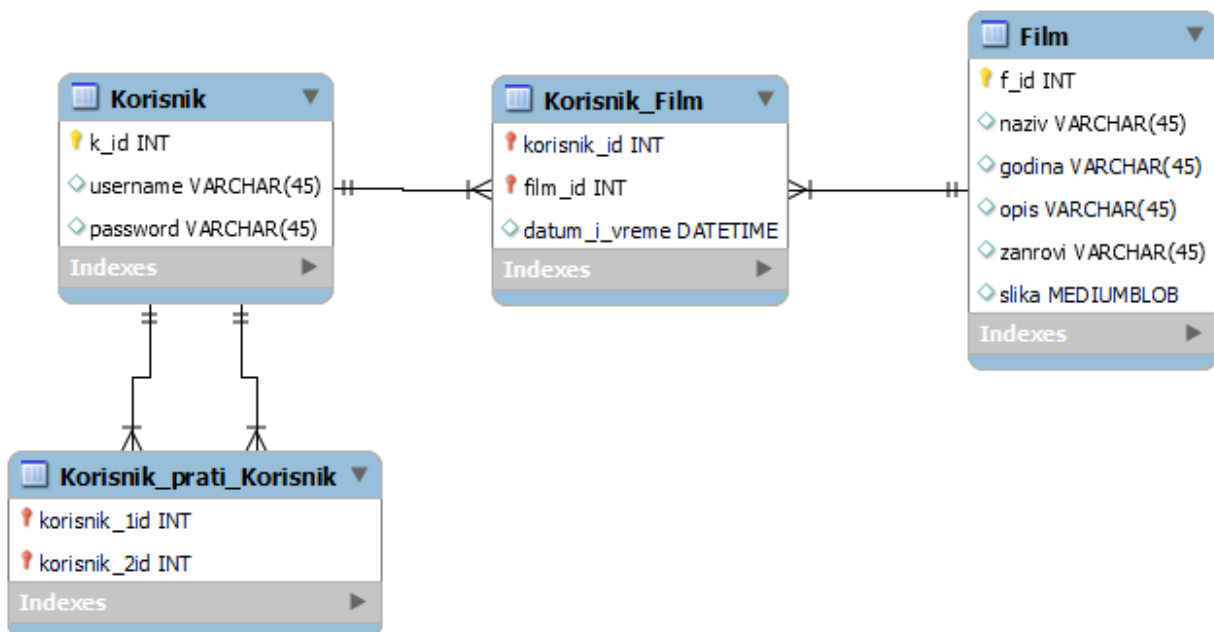 Korisnik
k_id INT
username VARCHAR(45)
password VARCHAR(45)
Indexes
Korisnik_Film
korisnik_id INT
film_id INT
datum_i_vreme DATETIME
Indexes
Film
f_id INT
naziv VARCHAR(45)
godina VARCHAR(45)
opis VARCHAR(45)
zanrovi VARCHAR(45)
slika MEDIUMBLOB
Indexes
Korisnik_prati_Korisnik
korisnik_1id INT
korisnik_2id INT
Indexes